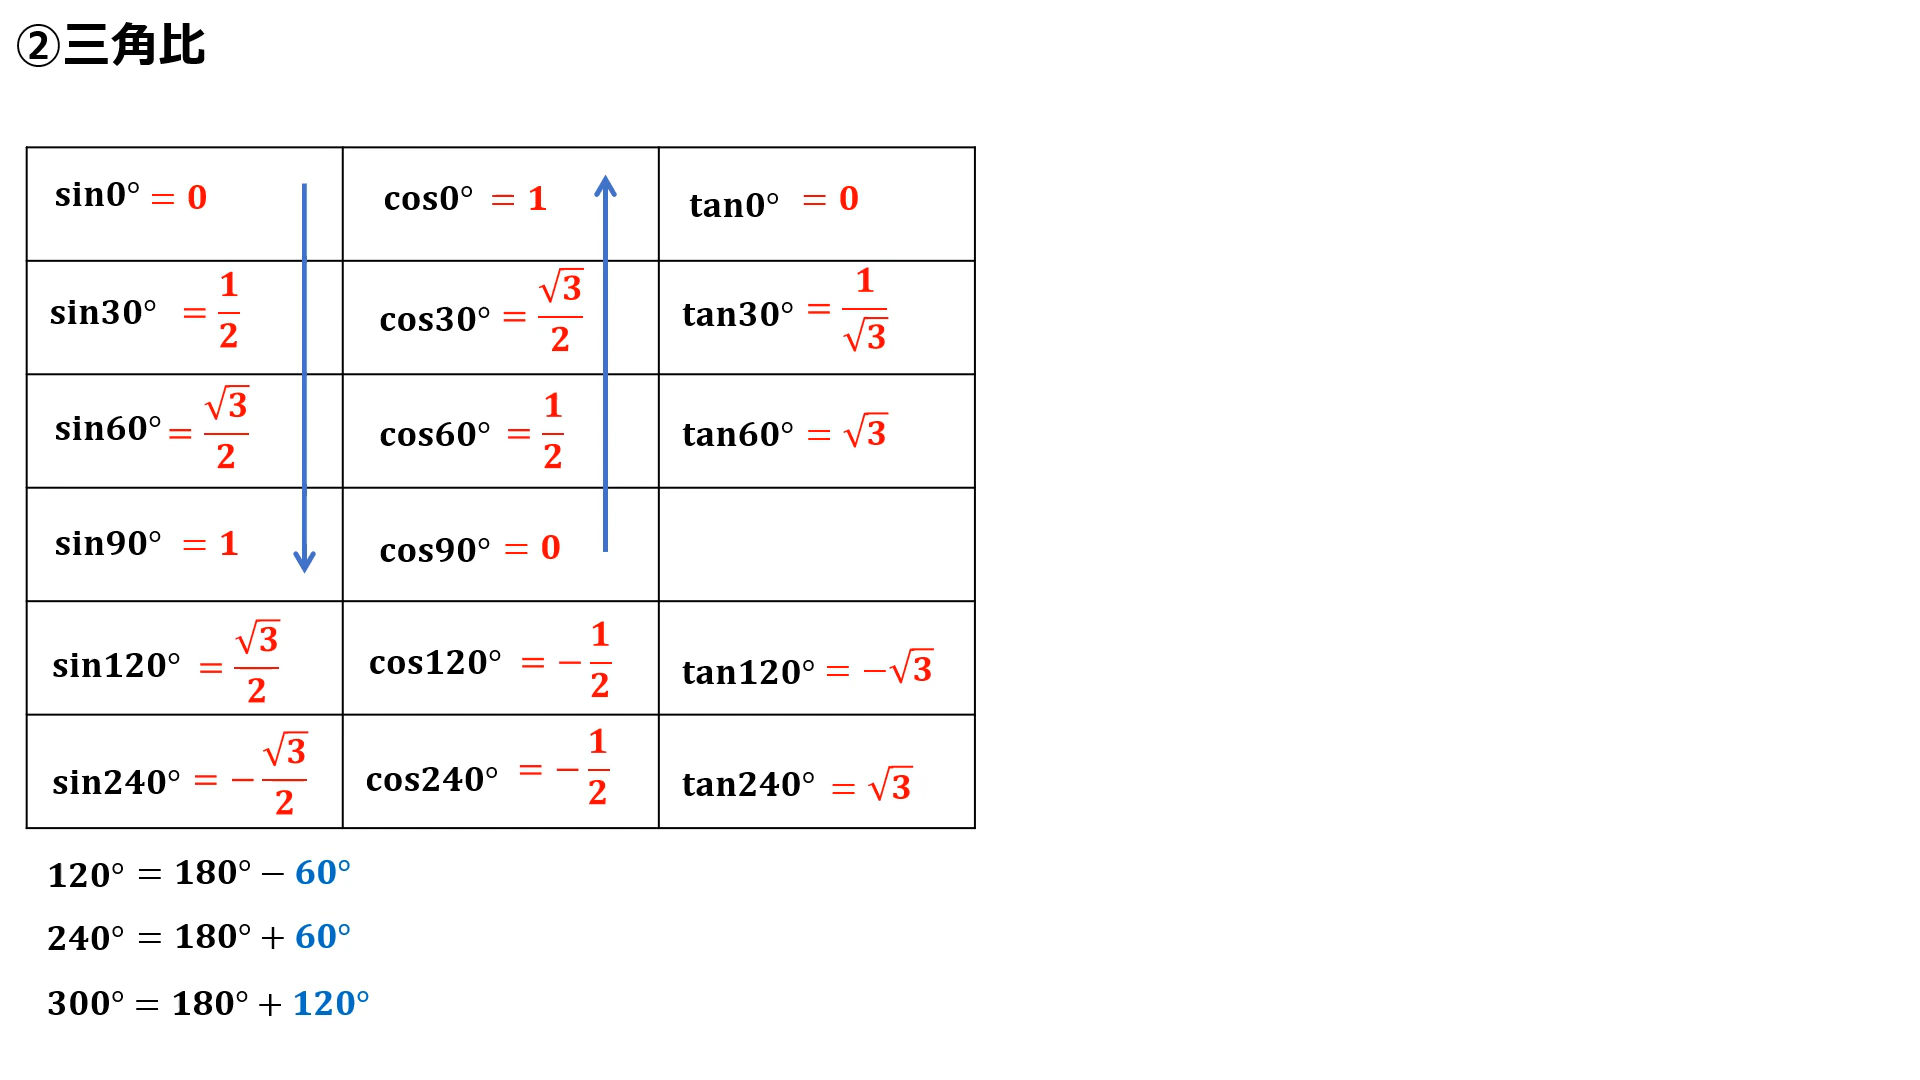 ②三角比
sin0° = 0 cos0° = 1 tan0° = 0
sin30° = 1/2 cos30° = √3/2 tan30° = 1/√3
sin60° = √3/2 cos60° = 1/2 tan60° = √3
sin90° = 1 cos90° = 0
sin120° = √3/2 cos120° = −1/2 tan120° = −√3
sin240° = −√3/2 cos240° = −1/2 tan240° = √3
120° = 180° − 60°
240° = 180° + 60°
300° = 180° + 120°